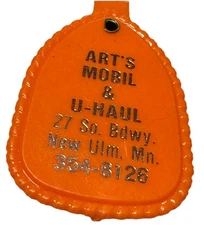 ART'S
MOBIL
&
U-HAUL
27 So. Bdwy.
New Ulm, Mn.
354-8126